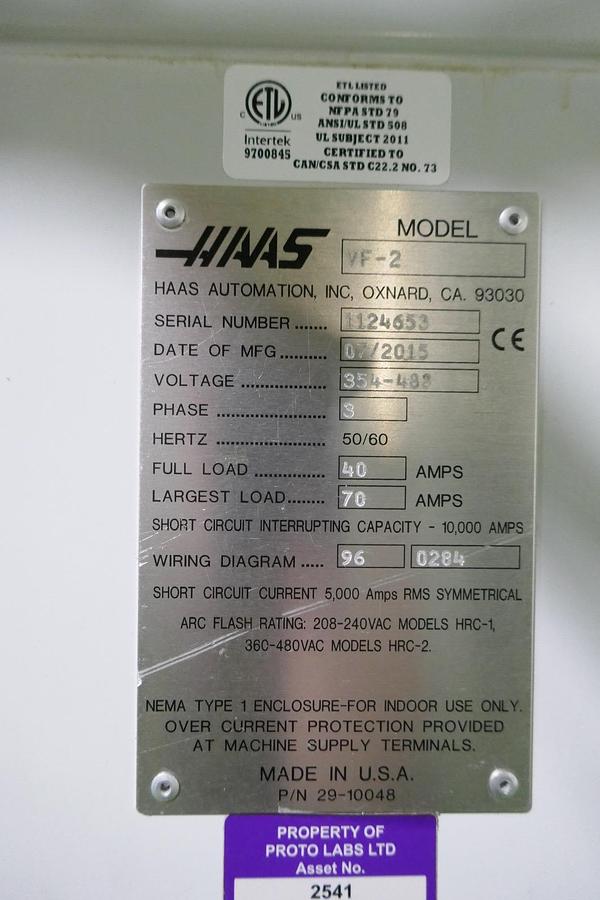 ETL LISTED
CONFORMS TO
NFPA STD 79
ANSI/UL STD 508
UL SUBJECT 2011
CERTIFIED TO
CAN/CSA STD C22.2 NO. 73
C ETL US
Intertek
9700845
HAAS
MODEL
VF-2
HAAS AUTOMATION, INC, OXNARD, CA. 93030
SERIAL NUMBER ....... 1124653
DATE OF MFG .......... 07/2015
CE
VOLTAGE ................ 354-483
PHASE ...................... 3
HERTZ ...................... 50/60
FULL LOAD .............. 40 AMPS
LARGEST LOAD........ 70 AMPS
SHORT CIRCUIT INTERRUPTING CAPACITY - 10,000 AMPS
WIRING DIAGRAM ..... 96 0284
SHORT CIRCUIT CURRENT 5,000 Amps RMS SYMMETRICAL
ARC FLASH RATING: 208-240VAC MODELS HRC-1,
360-480VAC MODELS HRC-2.
NEMA TYPE 1 ENCLOSURE-FOR INDOOR USE ONLY.
OVER CURRENT PROTECTION PROVIDED
AT MACHINE SUPPLY TERMINALS.
MADE IN U.S.A.
P/N 29-10048
PROPERTY OF
PROTO LABS LTD
Asset No.
2541